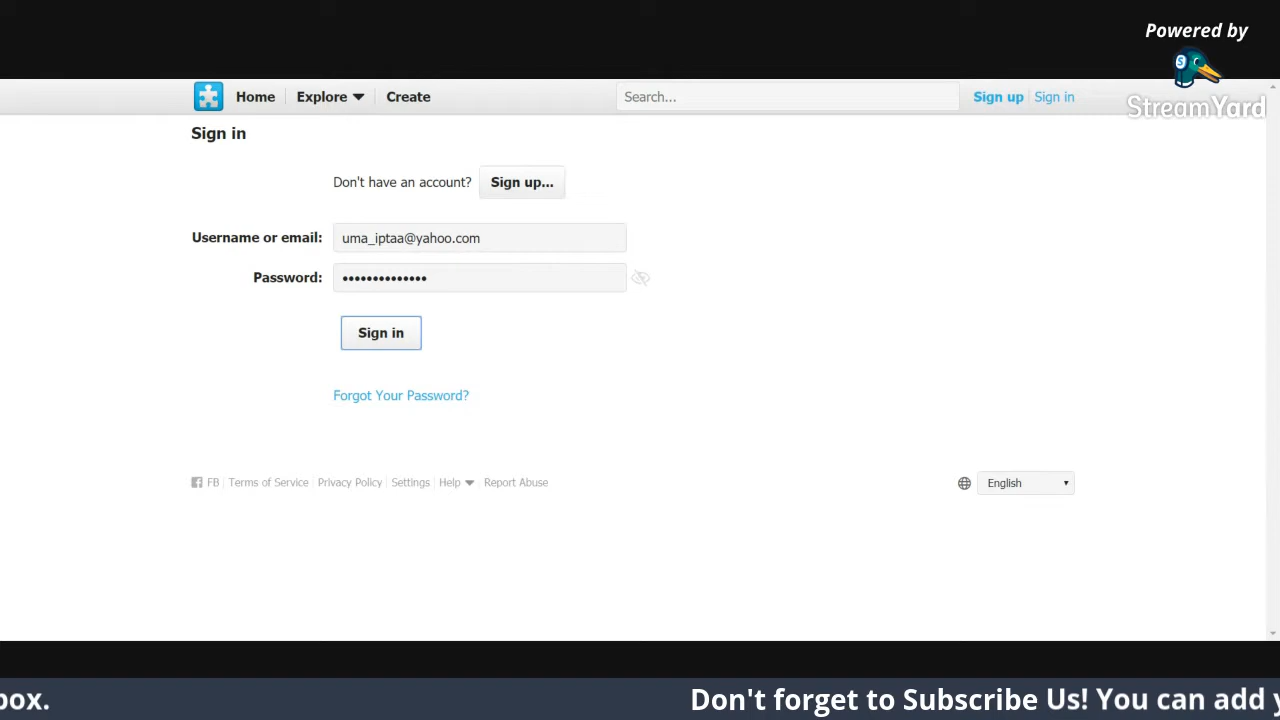 Powered by
StreamYard
Home Explore Create Search... Sign up Sign in
Sign in
Don't have an account? Sign up...
Username or email: uma_iptaa@yahoo.com
Password: ••••••••••••••
Sign in
Forgot Your Password?
FB Terms of Service Privacy Policy Settings Help Report Abuse English
box. Don't forget to Subscribe Us! You can add